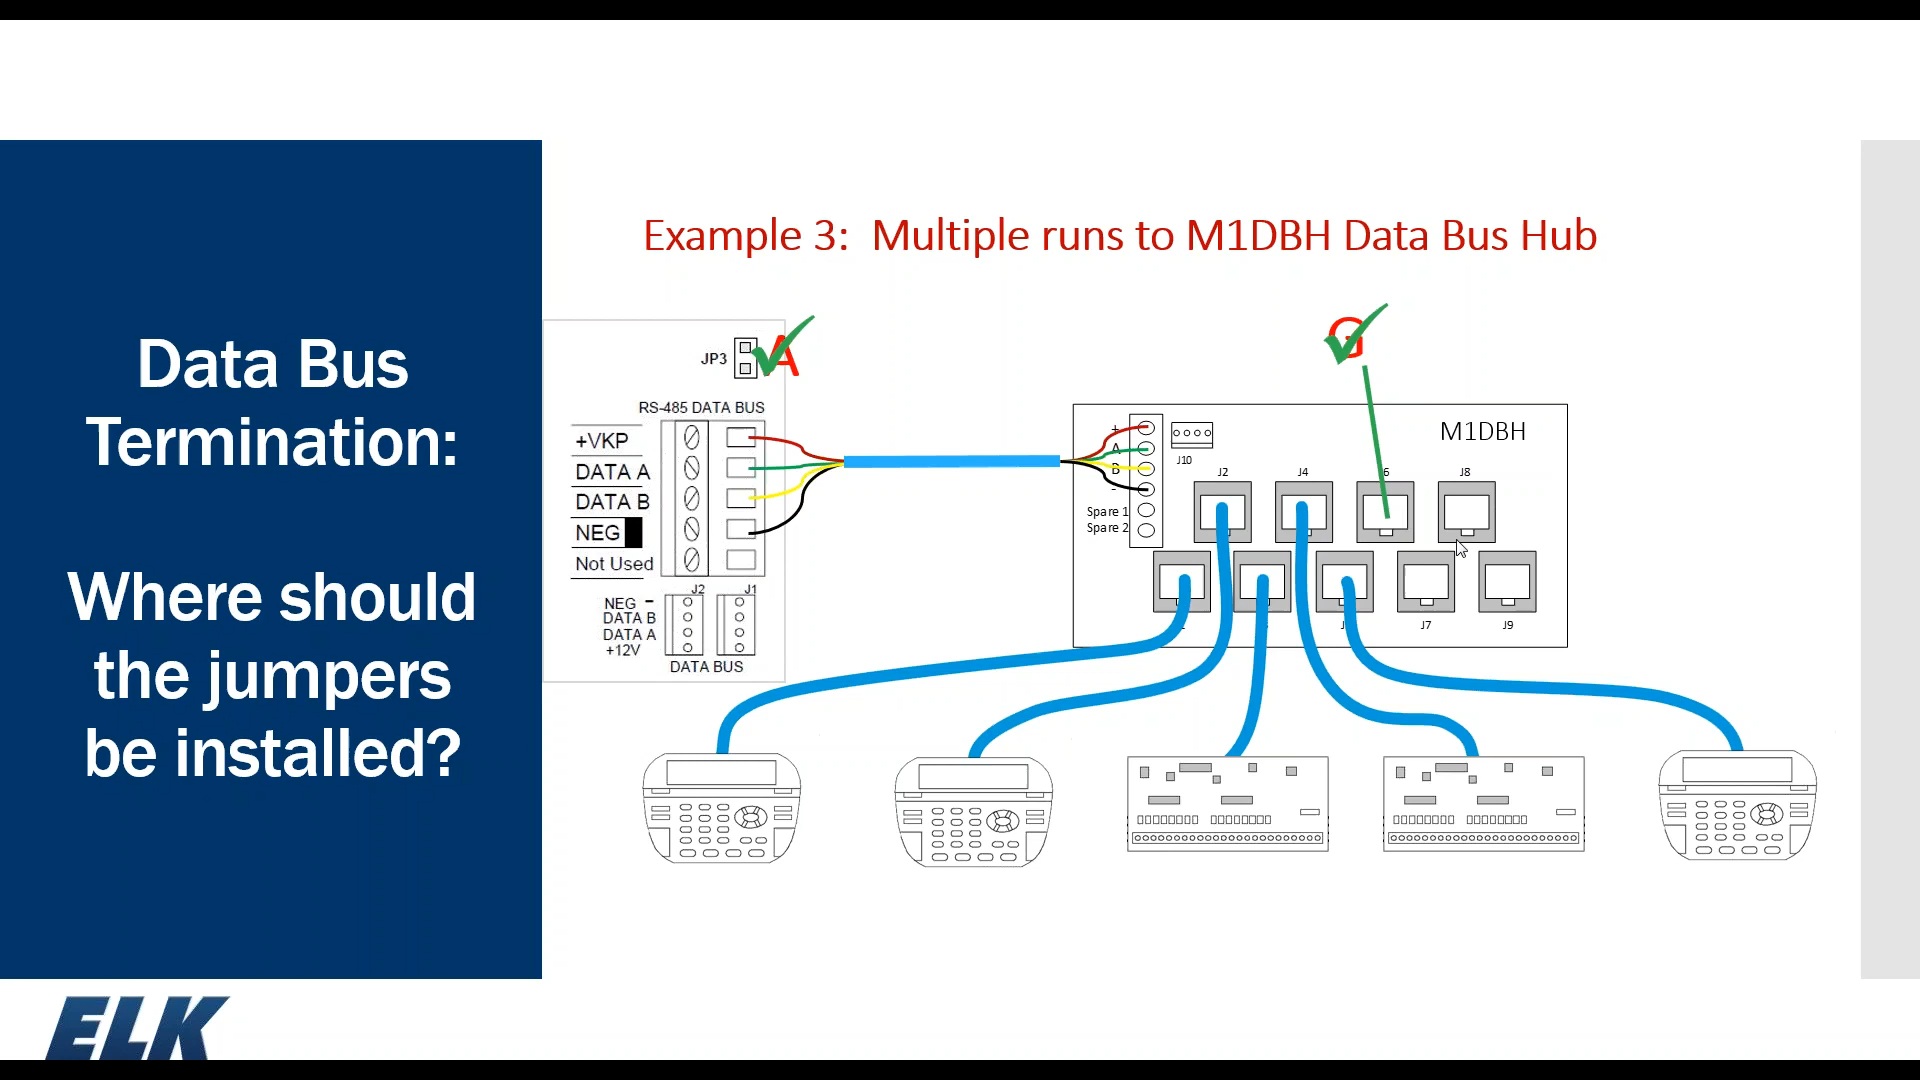 Data Bus
Termination:
Where should
the jumpers
be installed?
ELK
Example 3: Multiple runs to M1DBH Data Bus Hub
JP3
A
RS-485 DATA BUS
+VKP
DATA A
DATA B
NEG
Not Used
J2 J1
NEG -
DATA B
DATA A
+12V
DATA BUS
G
M1DBH
+
A
B
-
Spare 1
Spare 2
J10
J2 J4 J8
J7 J9